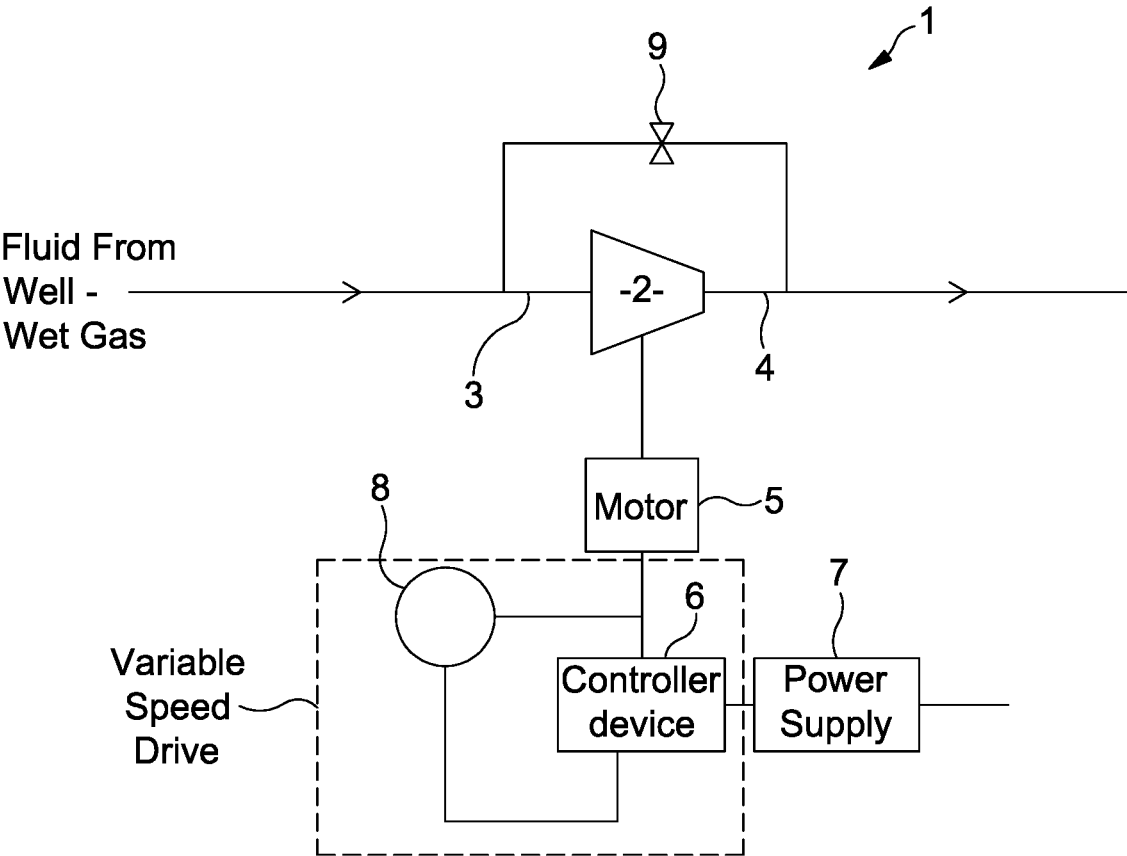 1
9
Fluid From
Well -
Wet Gas
-2-
3
4
Motor
5
8
6
7
Controller
device
Power
Supply
Variable
Speed
Drive